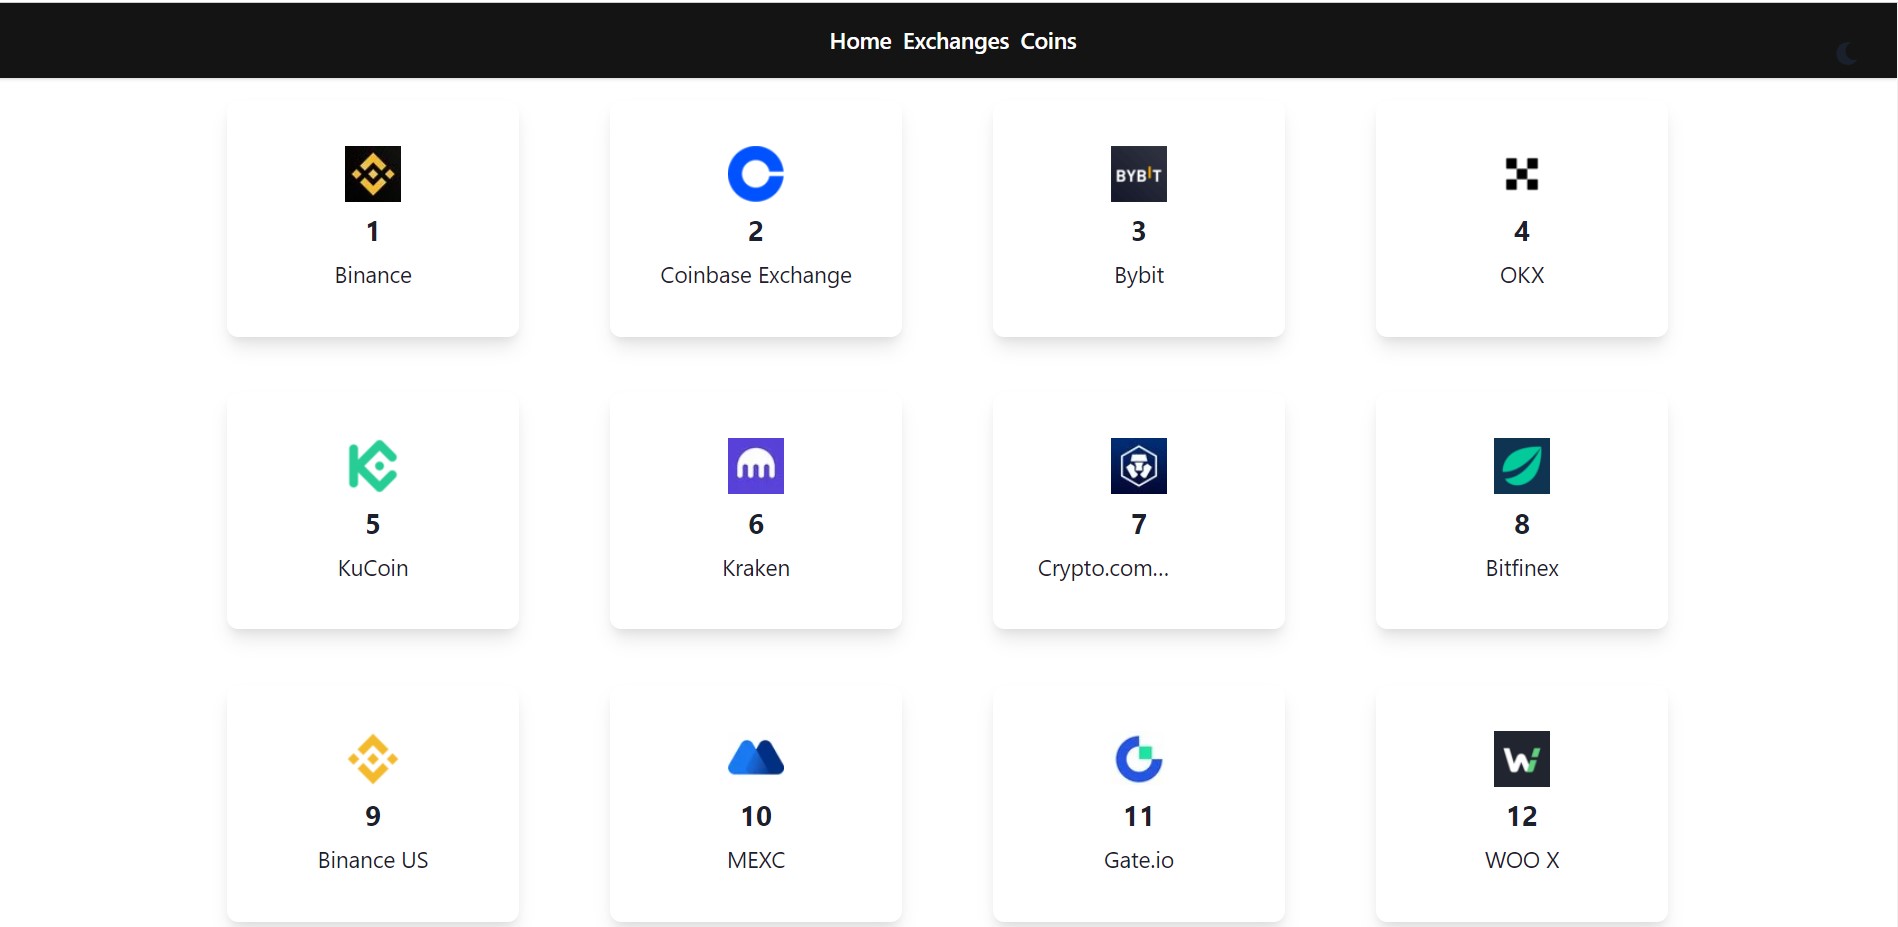 Home Exchanges Coins
BYBIT
1
2
3
4
Binance
Coinbase Exchange
Bybit
OKX
5
6
7
8
KuCoin
Kraken
Crypto.com...
Bitfinex
9
10
11
12
Binance US
MEXC
Gate.io
WOO X